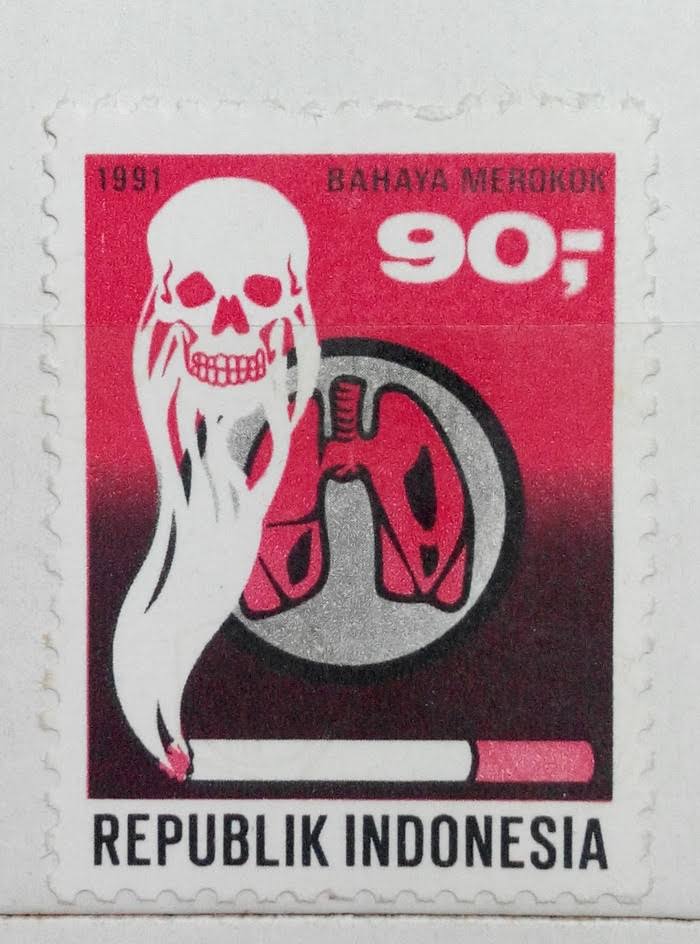 1991
BAHAYA MEROKOK
90;-
REPUBLIK INDONESIA